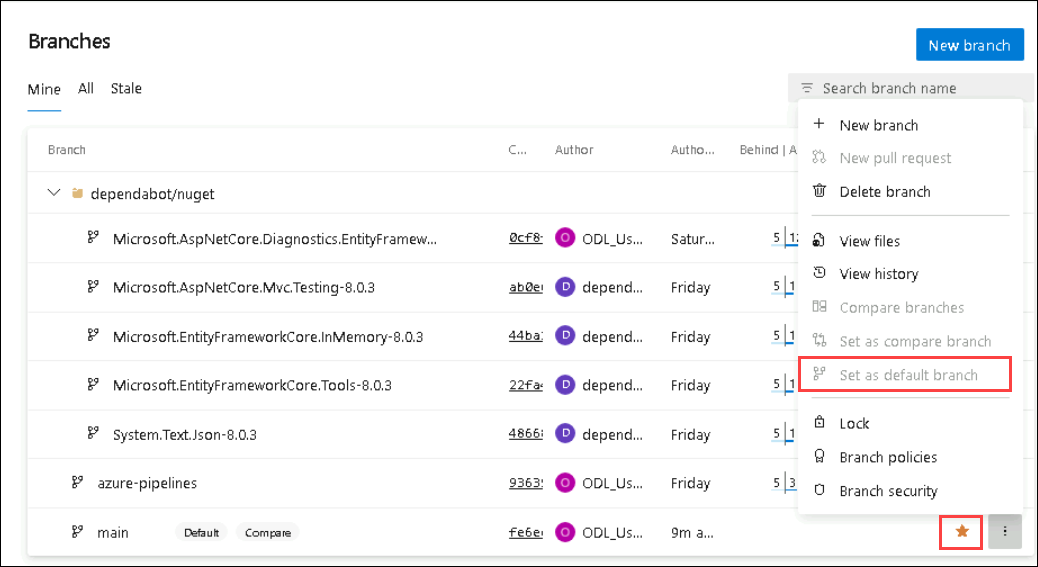 Branches
New branch
Mine All Stale
Search branch name
Branch C... Author Autho... Behind | A
dependabot/nuget
Microsoft.AspNetCore.Diagnostics.EntityFramew... 0cf8 O ODL_Us... Satur... 5 12
Microsoft.AspNetCore.Mvc.Testing-8.0.3 ab0e D depend... Friday 5 1
Microsoft.EntityFrameworkCore.InMemory-8.0.3 44ba D depend... Friday 5 1
Microsoft.EntityFrameworkCore.Tools-8.0.3 22fa D depend... Friday 5 1
System.Text.Json-8.0.3 4866 D depend... Friday 5 1
azure-pipelines 9363 O ODL_Us... Friday 5 3
main Default Compare fe6e O ODL_Us... 9m a...
New branch
New pull request
Delete branch
View files
View history
Compare branches
Set as compare branch
Set as default branch
Lock
Branch policies
Branch security